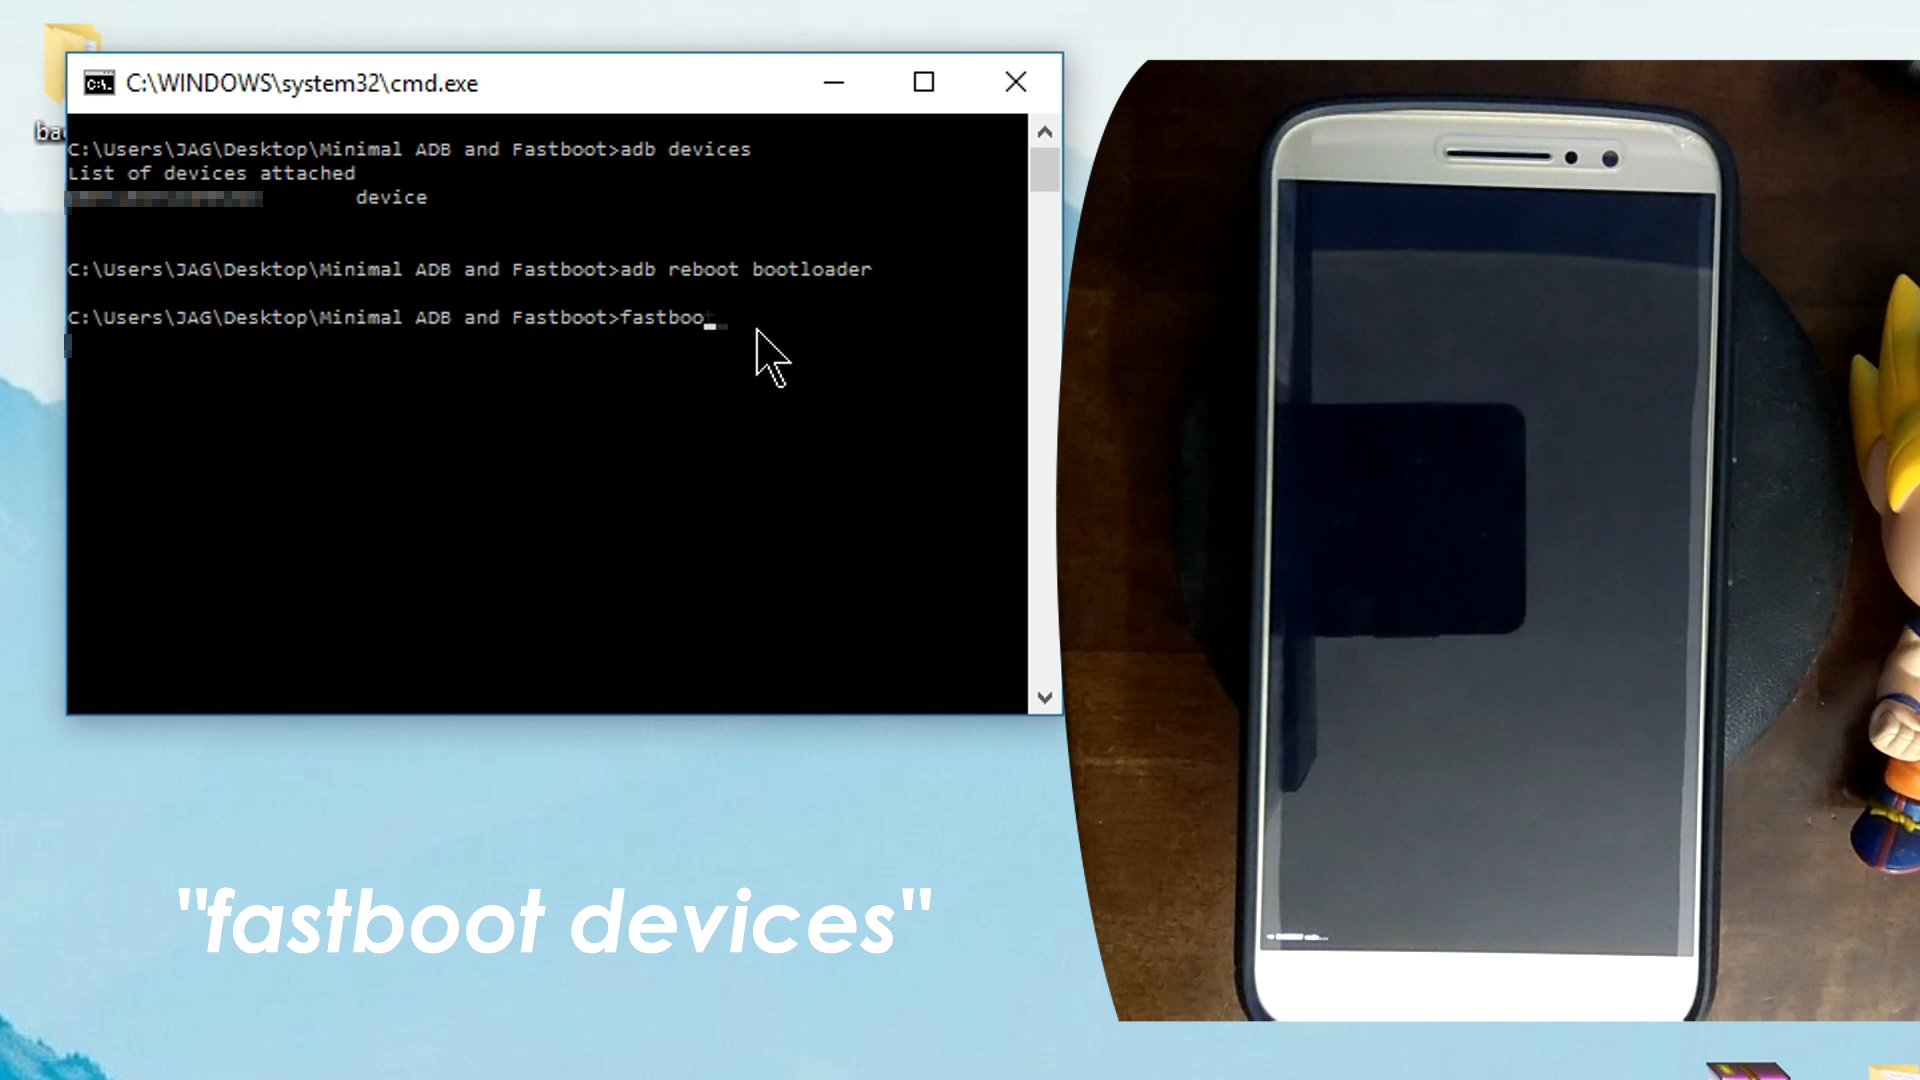 C:\WINDOWS\system32\cmd.exe
C:\Users\JAG\Desktop\Minimal ADB and Fastboot>adb devices
List of devices attached
device
C:\Users\JAG\Desktop\Minimal ADB and Fastboot>adb reboot bootloader
C:\Users\JAG\Desktop\Minimal ADB and Fastboot>fastboo
"fastboot devices"